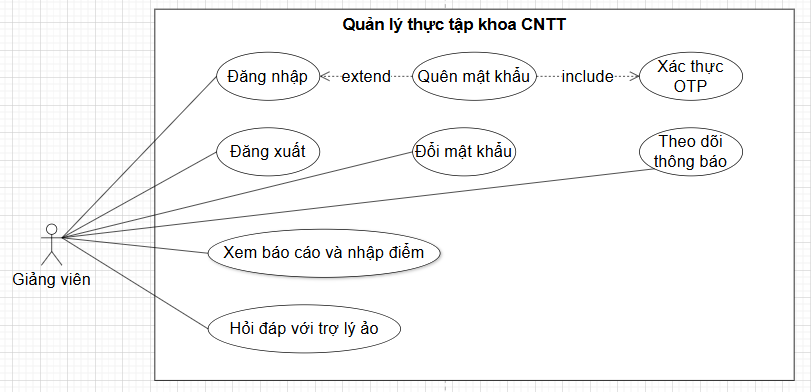 Quản lý thực tập khoa CNTT
Đăng nhập
extend
Quên mật khẩu
include
Xác thực
OTP
Đăng xuất
Đỗi mật khẩu
Theo dõi
thông báo
Xem báo cáo và nhập điểm
Giảng viên
Hỏi đáp với trợ lý ảo